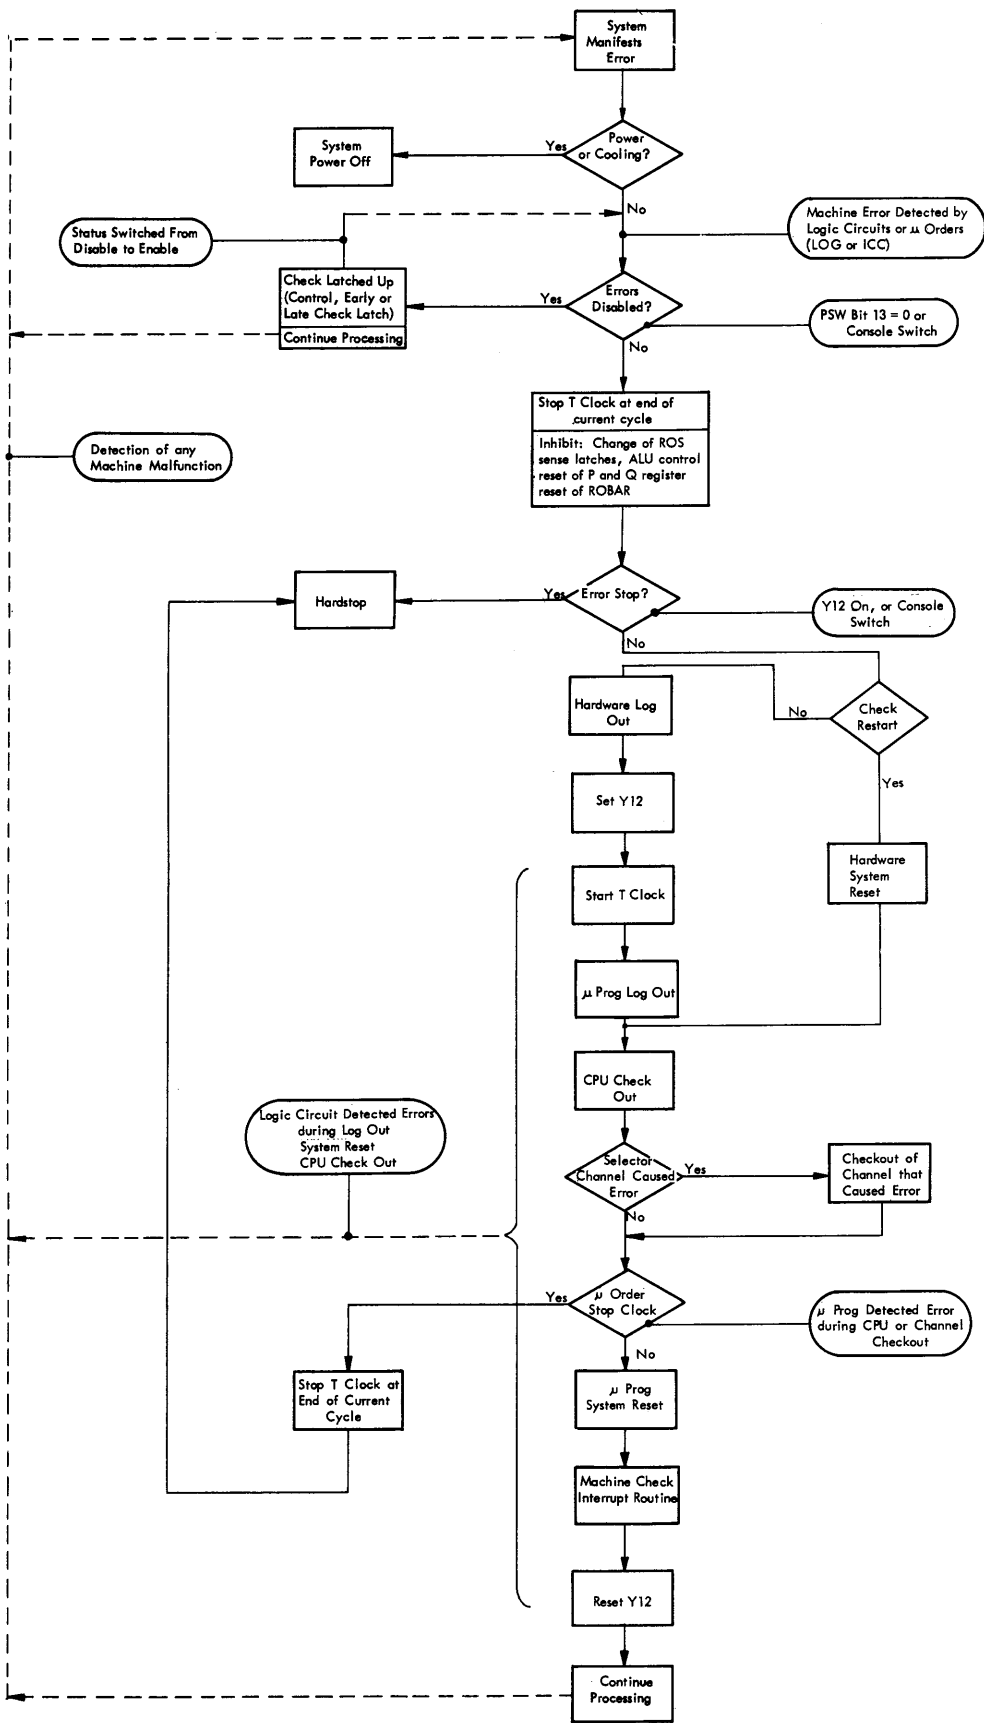 System
Manifests
Error
Power
or Cooling?
Yes
System
Power Off
No
Status Switched From
Disable to Enable
Machine Error Detected by
Logic Circuits or μ Orders
(LOG or ICC)
Check Latched Up
(Control, Early or
Late Check Latch)
Continue Processing
Yes
Errors
Disabled?
PSW Bit 13 = 0 or
Console Switch
No
Stop T Clock at end of
current cycle
Inhibit: Change of ROS
sense latches, ALU control
reset of P and Q register
reset of ROBAR
Detection of any
Machine Malfunction
Hardstop
Yes
Error Stop?
Y12 On, or Console
Switch
No
Hardware Log
Out
No
Check
Restart
Yes
Set Y12
Hardware
System
Reset
Start T Clock
μ Prog Log Out
CPU Check
Out
Logic Circuit Detected Errors
during Log Out
System Reset
CPU Check Out
Selector
Channel Caused
Error
Yes
Checkout of
Channel that
Caused Error
No
Yes
μ Order
Stop Clock
μ Prog Detected Error
during CPU or Channel
Checkout
No
Stop T Clock at
End of Current
Cycle
μ Prog
System Reset
Machine Check
Interrupt Routine
Reset Y12
Continue
Processing